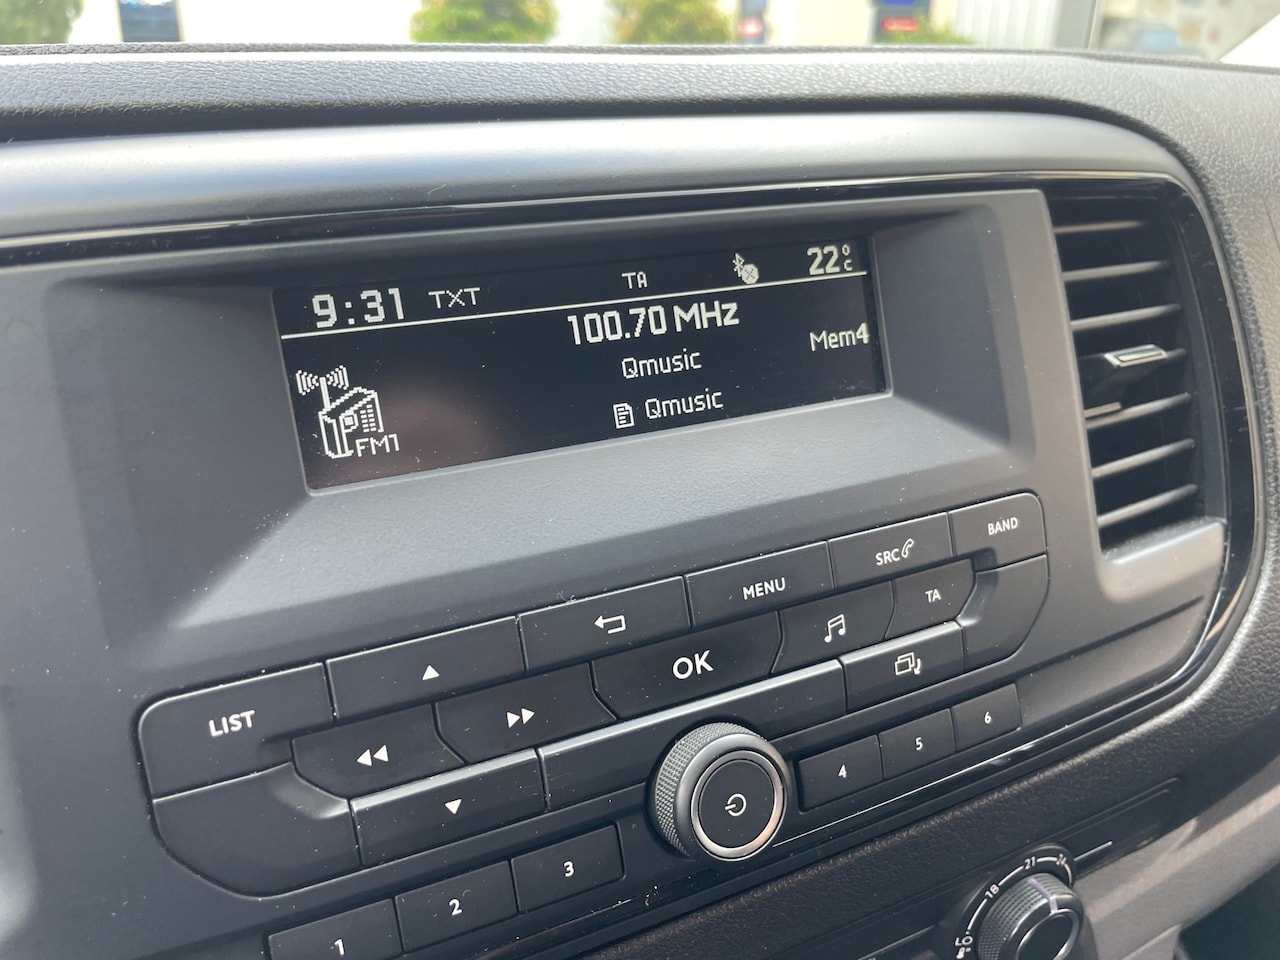 9:31 TXT TA 22°C
100.70 MHz
Qmusic Mem4
Qmusic
FM1
BAND
SRC
MENU
TA
OK
LIST
6
5
4
3
2
1
18 21 24